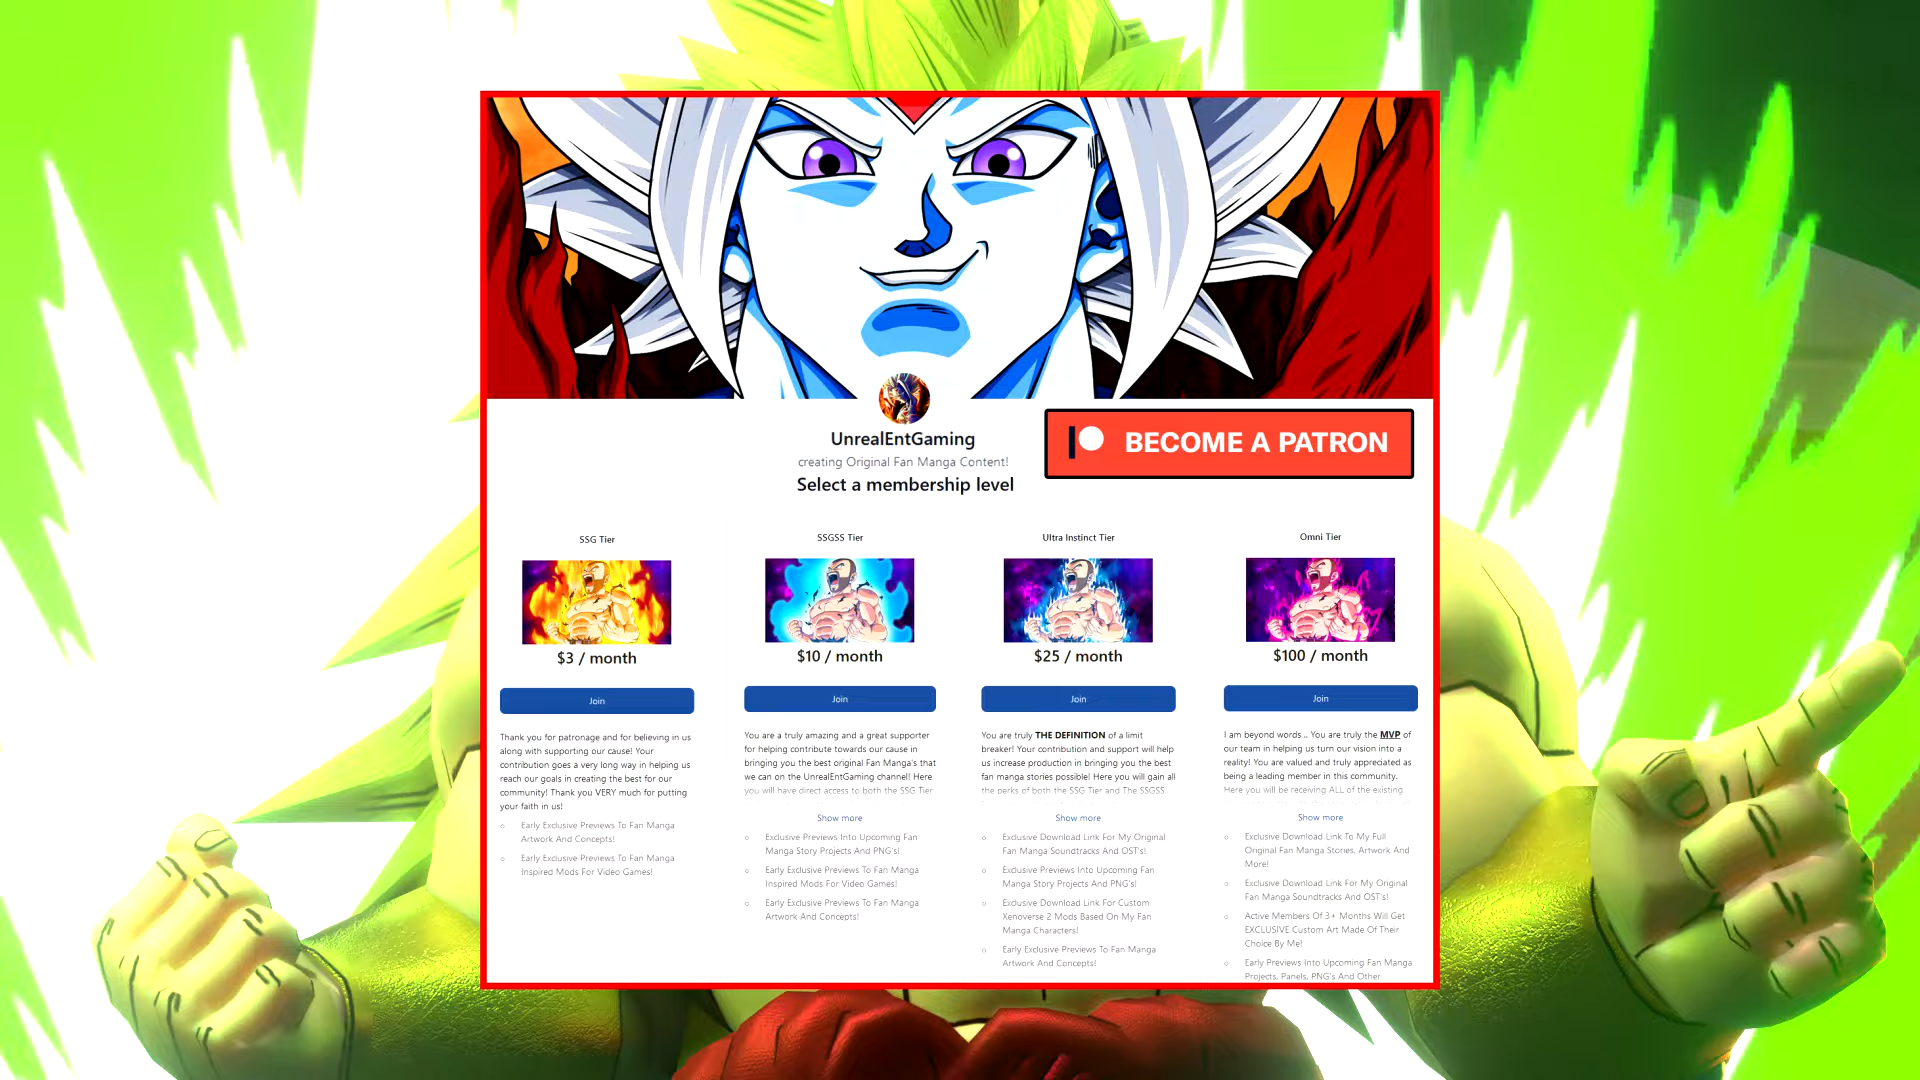 UnrealEntGaming
creating Original Fan Manga Content!
Select a membership level
BECOME A PATRON
SSG Tier
$3 / month
Join
Thank you for patronage and for believing in us
along with supporting our cause! Your
contribution goes a very long way in helping us
reach our goals in creating the best for our
community! Thank you VERY much for putting
your faith in us!
Early Exclusive Previews To Fan Manga
Artwork And Concepts!
Early Exclusive Previews To Fan Manga
Inspired Mods For Video Games!
SSGSS Tier
$10 / month
Join
You are a truly amazing and a great supporter
for helping contribute towards our cause in
bringing you the best original Fan Manga's that
we can on the UnrealEntGaming channel! Here
you will have direct access to both the SSG Tier
Show more
Exclusive Previews Into Upcoming Fan
Manga Story Projects And PNG's!
Early Exclusive Previews To Fan Manga
Inspired Mods For Video Games!
Early Exclusive Previews To Fan Manga
Artwork And Concepts!
Ultra Instinct Tier
$25 / month
Join
You are truly THE DEFINITION of a limit
breaker! Your contribution and support will help
us increase production in bringing you the best
fan manga stories possible! Here you will gain all
the perks of both the SSG Tier and The SSGSS
Show more
Exclusive Download Link For My Original
Fan Manga Soundtracks And OST's!
Exclusive Previews Into Upcoming Fan
Manga Story Projects And PNG's!
Exclusive Download Link For Custom
Xenoverse 2 Mods Based On My Fan
Manga Characters!
Early Exclusive Previews To Fan Manga
Artwork And Concepts!
Omni Tier
$100 / month
Join
I am beyond words .. You are truly the MVP of
our team in helping us turn our vision into a
reality! You are valued and truly appreciated as
being a leading member in this community.
Here you will be receiving ALL of the existing
Show more
Exclusive Download Link To My Full
Original Fan Manga Stories, Artwork And
More!
Exclusive Download Link For My Original
Fan Manga Soundtracks And OST's!
Active Members Of 3+ Months Will Get
EXCLUSIVE Custom Art Made Of Their
Choice By Me!
Early Previews Into Upcoming Fan Manga
Projects, Panels, PNG's And Other